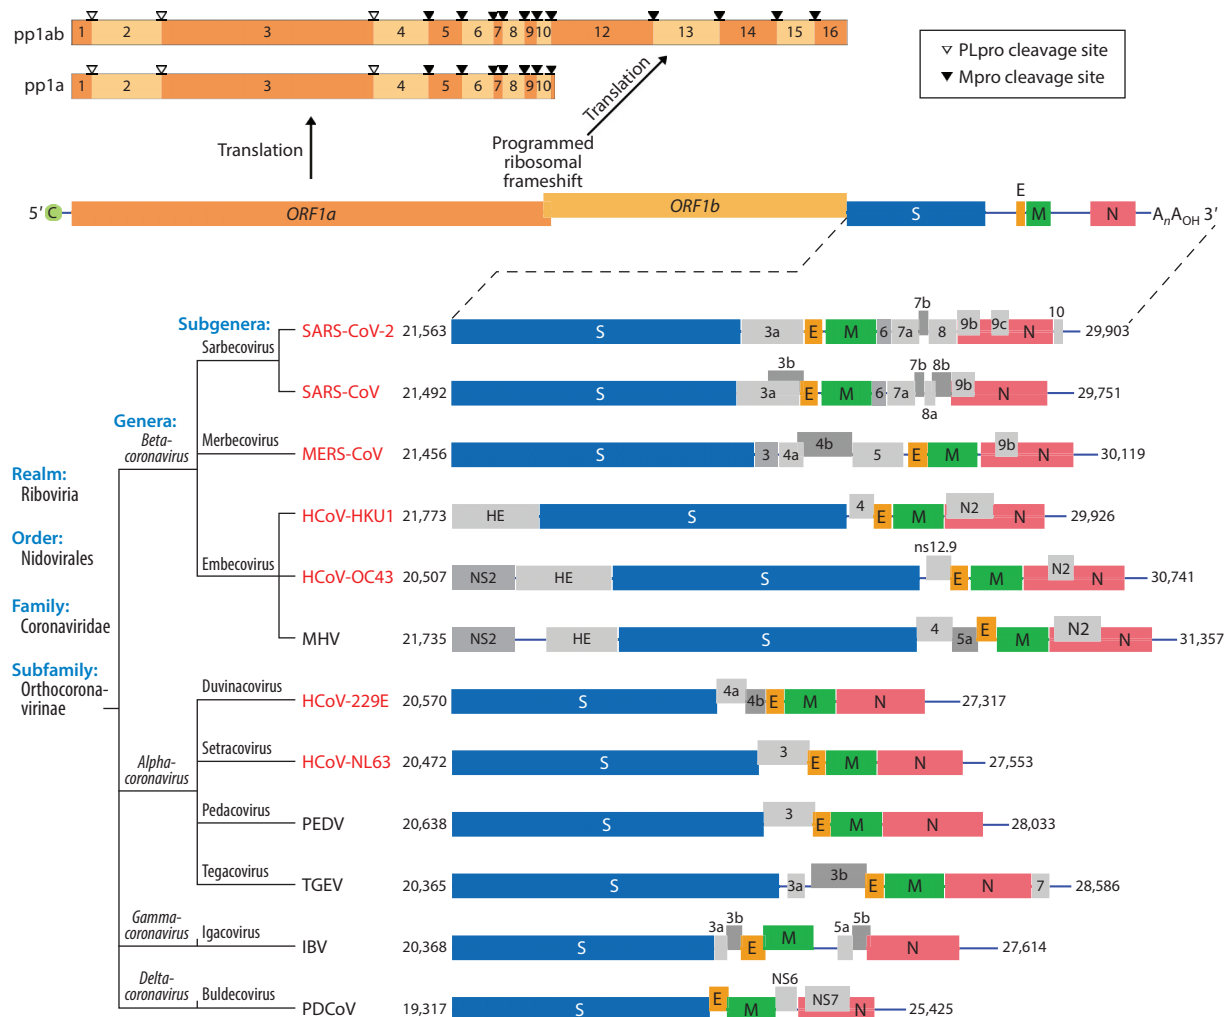 pp1ab 1 2 3 4 5 6 7 8 9 10 12 13 14 15 16
pp1a 1 2 3 4 5 6 7 8 9 10
PLpro cleavage site
Mpro cleavage site
Translation
Translation
Programmed
ribosomal
frameshift
5′ C ORF1a ORF1b S E M N AnAOH 3′
Subgenera:
Sarbecovirus
SARS-CoV-2 21,563 S 3a E M 6 7a 7b 8 9b 9c N 10 29,903
SARS-CoV 21,492 S 3a 3b E M 6 7a 7b 8a 8b 9b N 29,751
Genera:
Beta-
coronavirus
Merbecovirus
MERS-CoV 21,456 S 3 4a 4b 5 E M 9b N 30,119
Realm:
Riboviria
Order:
Nidovirales
Family:
Coronaviridae
Subfamily:
Orthocorona-
virinae
Embecovirus
HCoV-HKU1 21,773 HE S 4 E M N2 N 29,926
HCoV-OC43 20,507 NS2 HE S ns12.9 E M N2 N 30,741
MHV 21,735 NS2 HE S 4 5a E M N2 N 31,357
Alpha-
coronavirus
Duvinacovirus
HCoV-229E 20,570 S 4a 4b E M N 27,317
Setracovirus
HCoV-NL63 20,472 S 3 E M N 27,553
Pedacovirus
PEDV 20,638 S 3 E M N 28,033
Tegacovirus
TGEV 20,365 S 3a 3b E M N 7 28,586
Gamma-
coronavirus
Igacovirus
IBV 20,368 S 3a 3b E M 5a 5b N 27,614
Delta-
coronavirus
Buldecovirus
PDCoV 19,317 S E M NS6 NS7 N 25,425